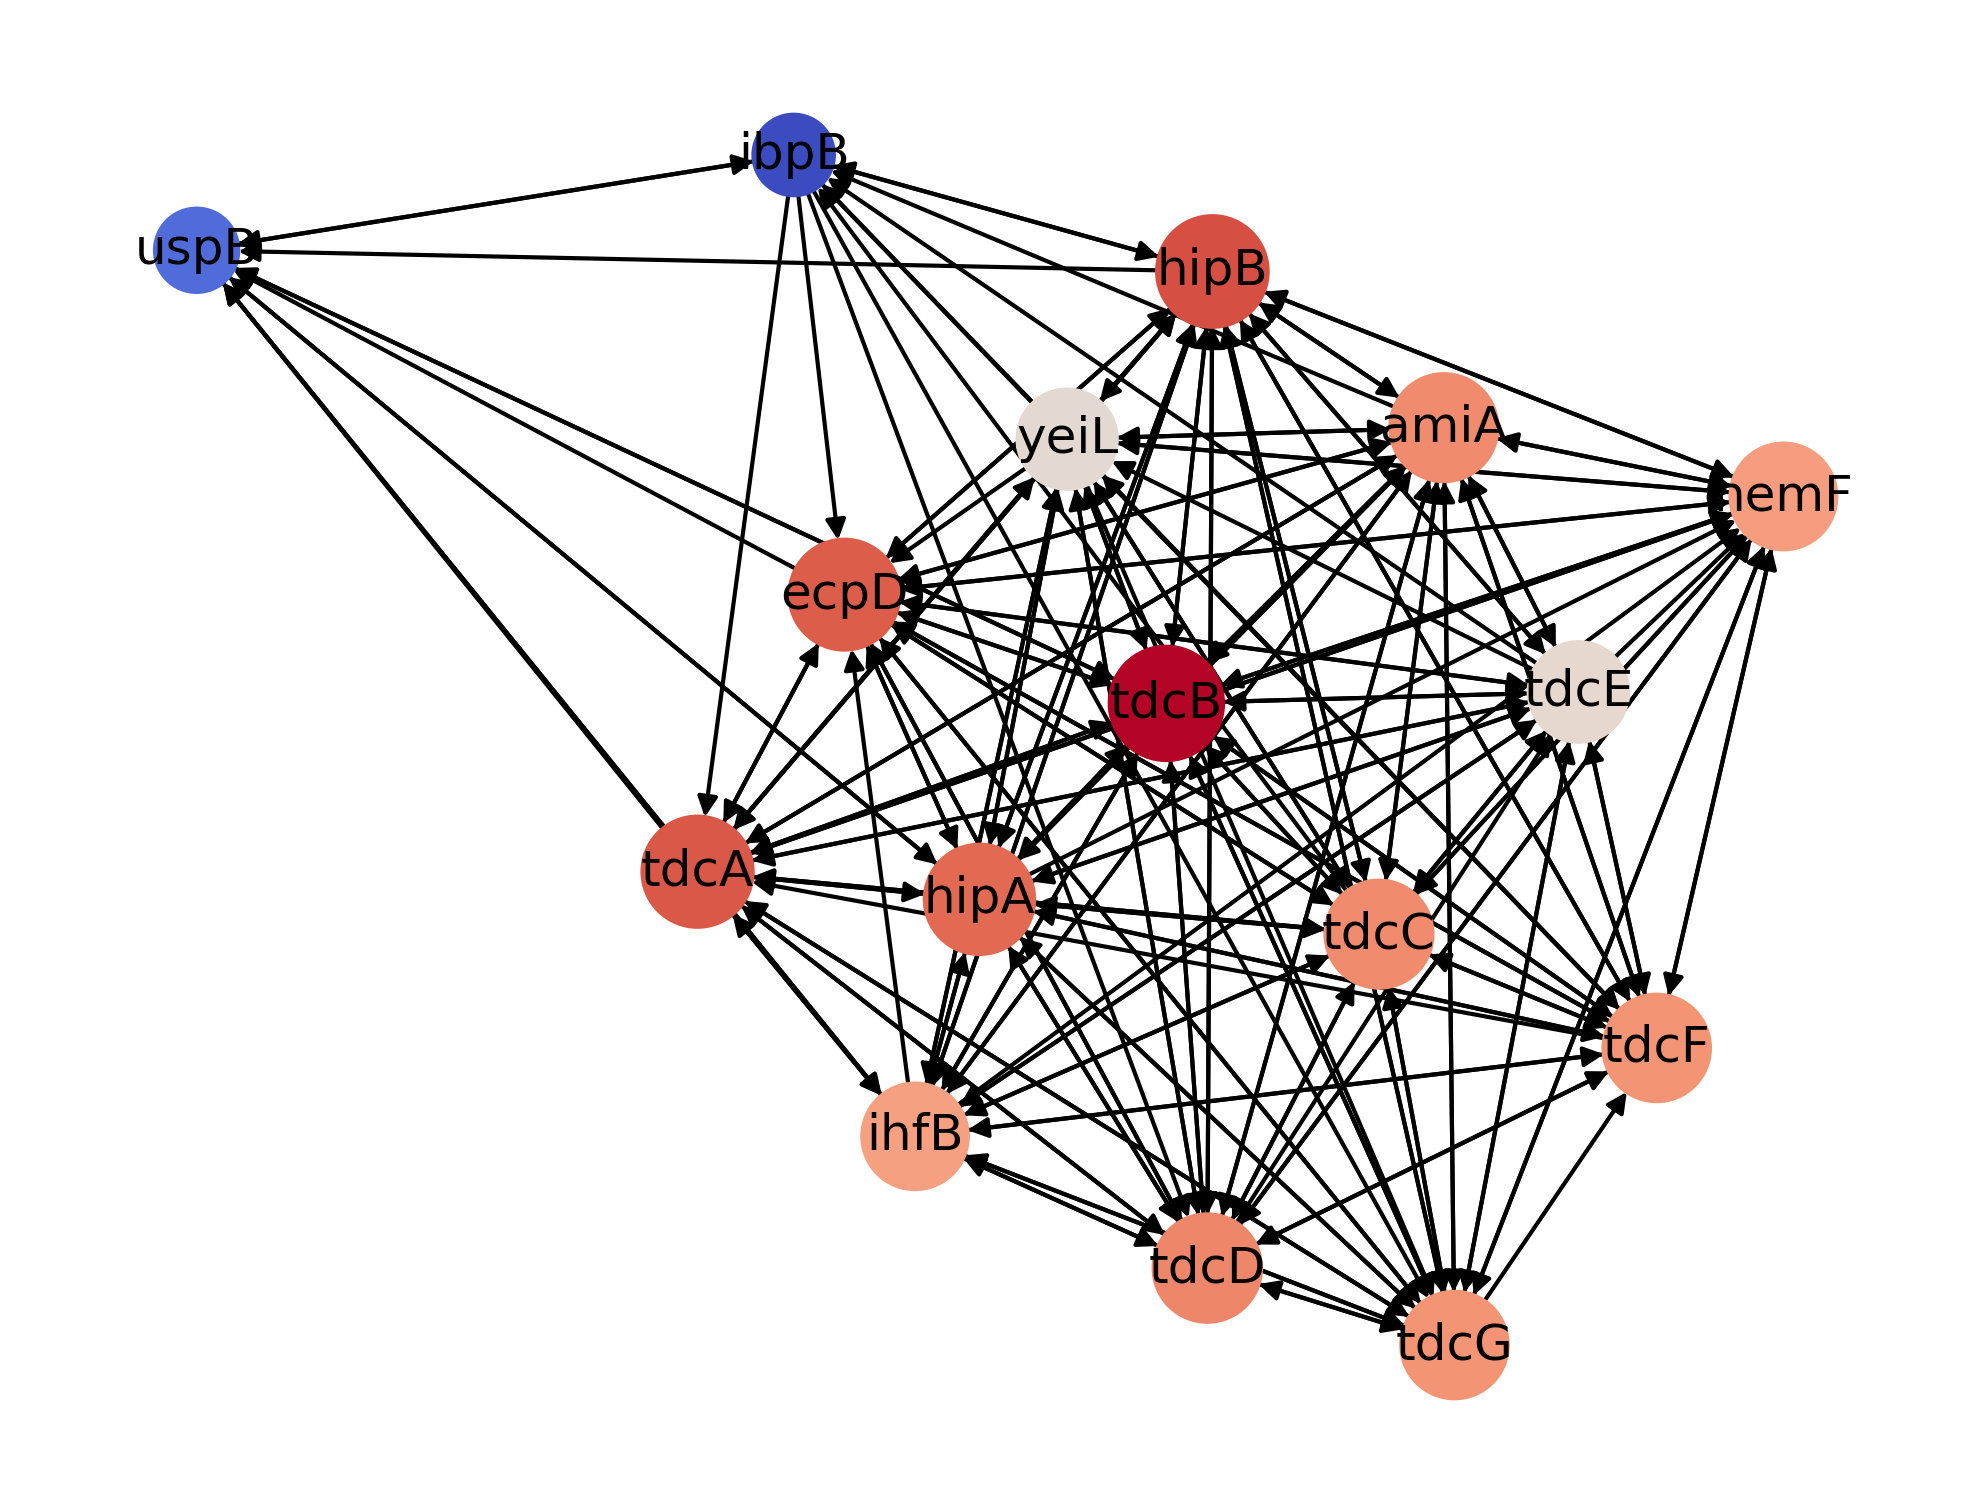 ibpB
uspB
hipB
amiA
yeiL
hemF
ecpD
tdcE
tdcB
tdcA
hipA
tdcC
tdcF
ihfB
tdcD
tdcG